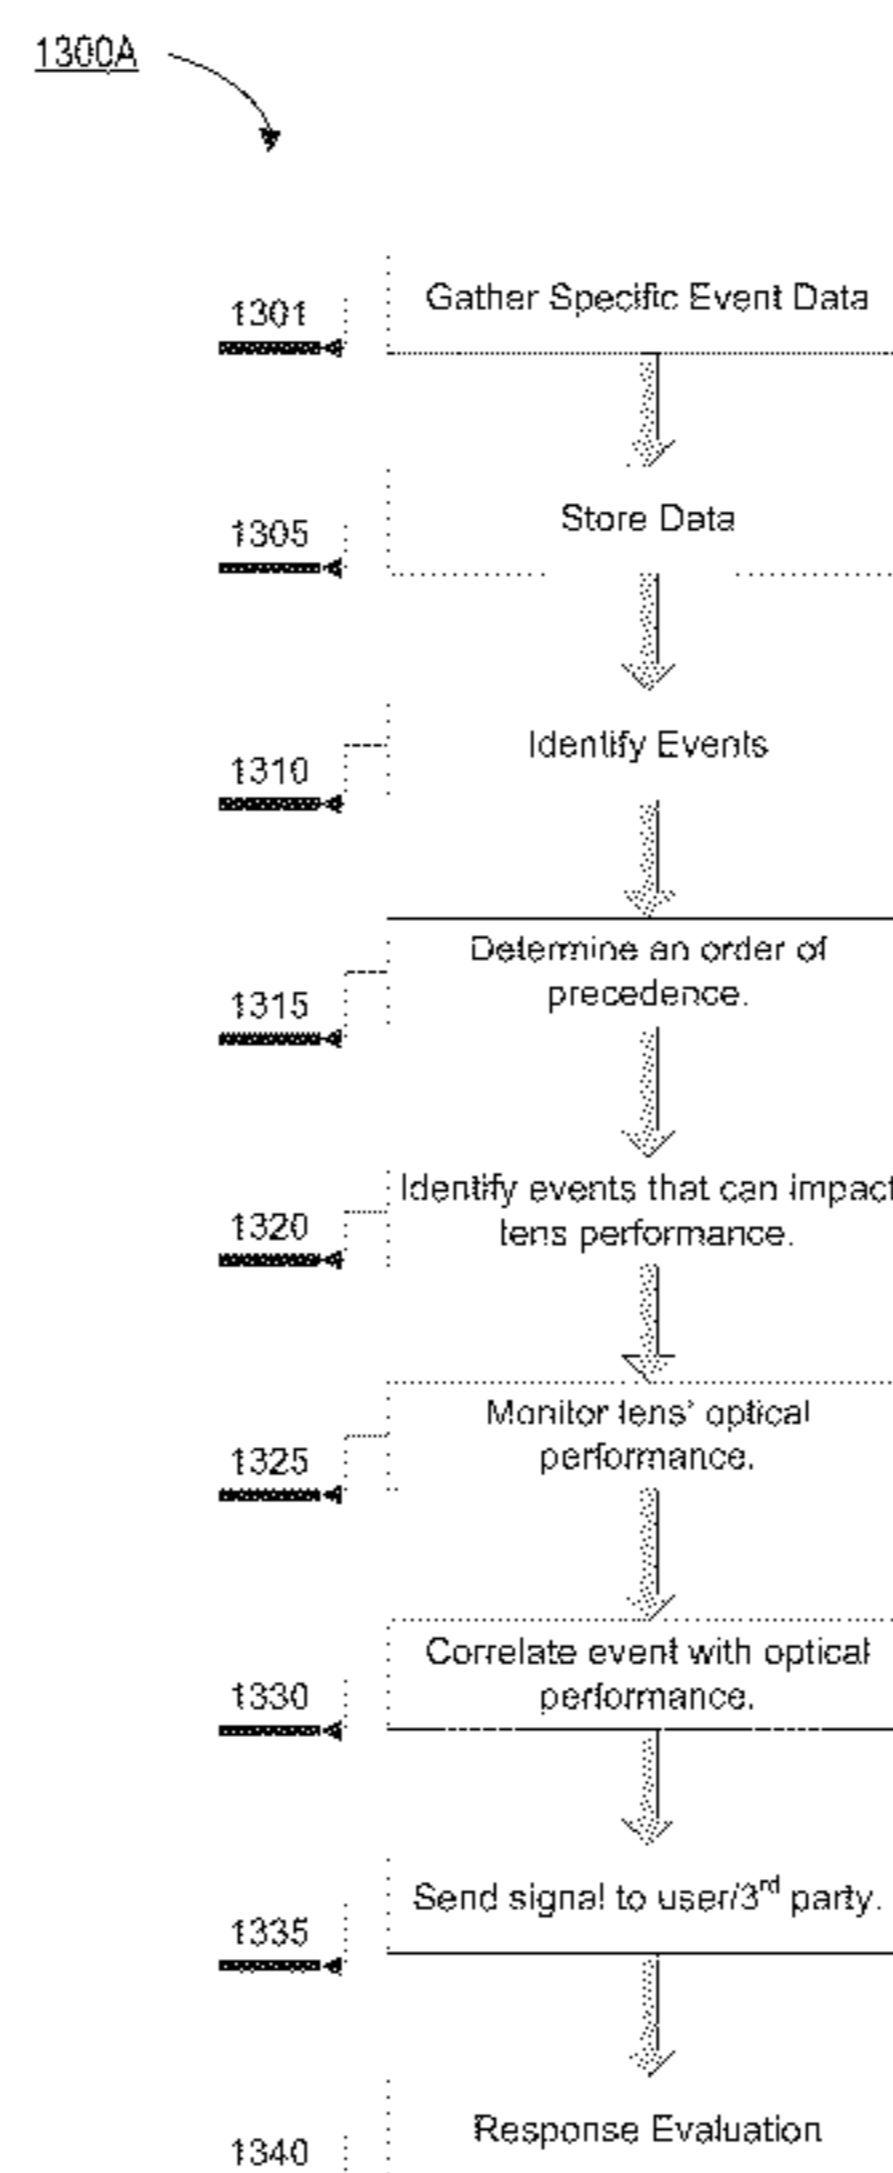 1300A
1301
Gather Specific Event Data
1305
Store Data
1310
Identify Events
1315
Determine an order of
precedence.
1320
Identify events that can impact
lens performance.
1325
Monitor lens' optical
performance.
1330
Correlate event with optical
performance.
1335
Send signal to user/3rd party.
1340
Response Evaluation